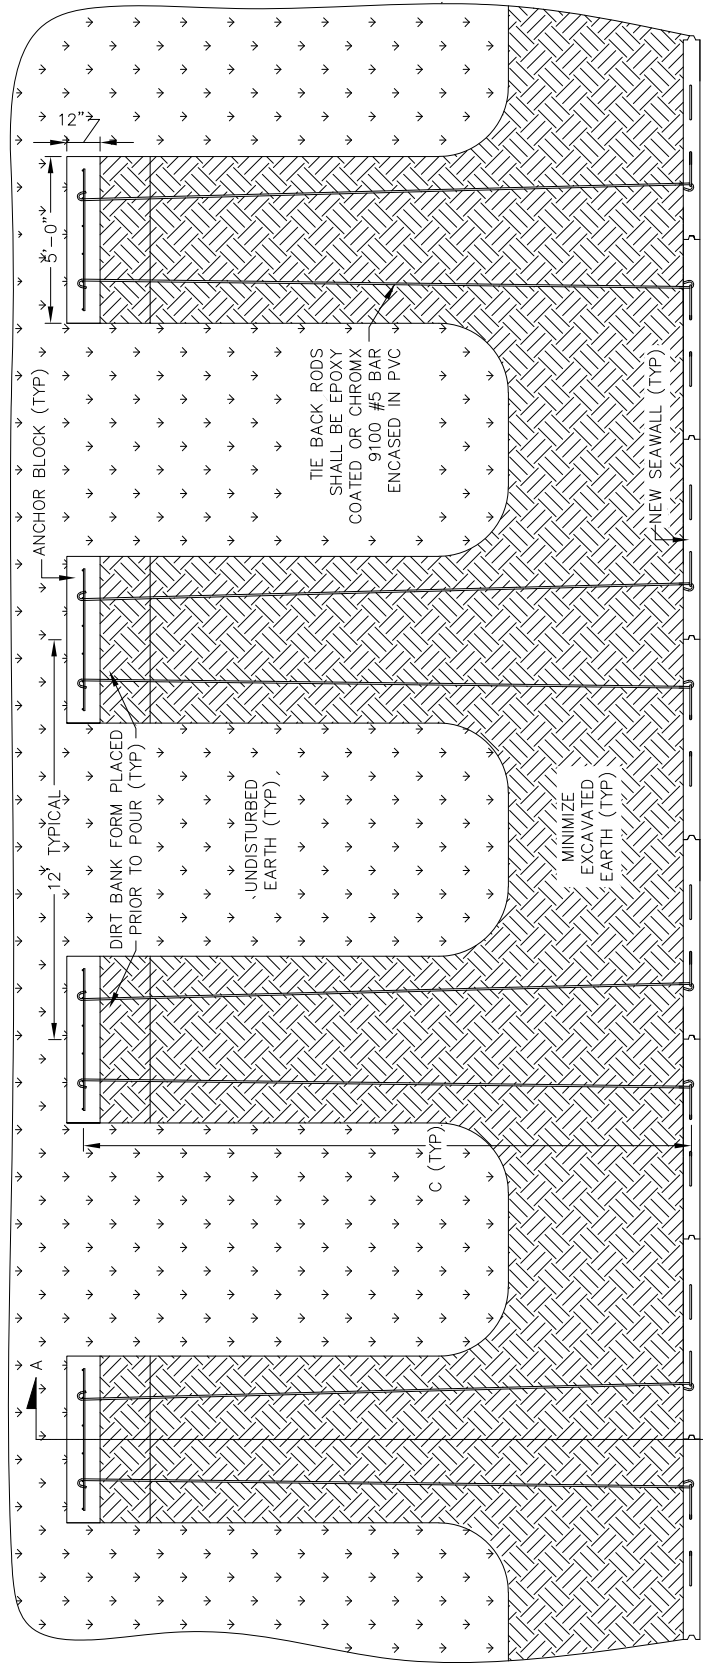 12"
5'-0"
ANCHOR BLOCK (TYP)
TIE BACK RODS
SHALL BE EPOXY
COATED OR CHROMX
9100 #5 BAR
ENCASED IN PVC
NEW SEAWALL (TYP)
12' TYPICAL
DIRT BANK FORM PLACED
PRIOR TO POUR (TYP)
UNDISTURBED
EARTH (TYP)
MINIMIZE
EXCAVATED
EARTH (TYP)
C (TYP)
A